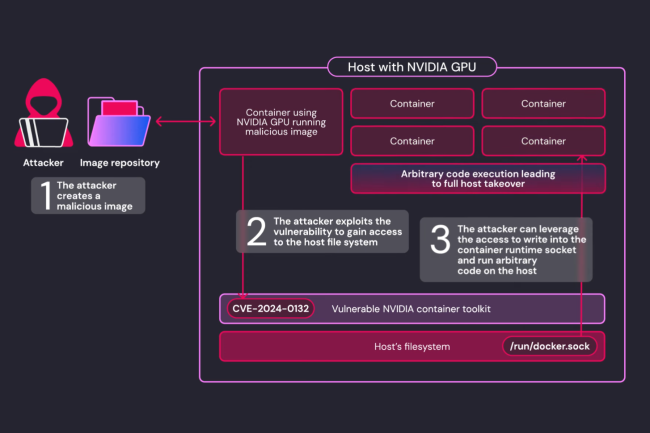 Host with NVIDIA GPU
Container using
NVIDIA GPU running
malicious image
Container
Container
Container
Container
Arbitrary code execution leading
to full host takeover
Attacker
Image repository
1
The attacker
creates a
malicious image
2
The attacker exploits the
vulnerability to gain access
to the host file system
3
The attacker can leverage
the access to write into the
container runtime socket
and run arbitrary
code on the host
CVE-2024-0132
Vulnerable NVIDIA container toolkit
Host's filesystem
/run/docker.sock